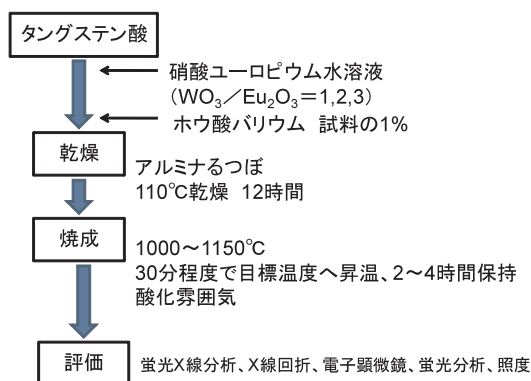 タングステン酸
硝酸ユーロピウム水溶液
（WO₃／Eu₂O₃＝1,2,3）
ホウ酸バリウム 試料の1%
乾燥
アルミナるつぼ
110℃乾燥 12時間
焼成
1000～1150℃
30分程度で目標温度へ昇温、2～4時間保持
酸化雰囲気
評価
蛍光X線分析、X線回折、電子顕微鏡、蛍光分析、照度